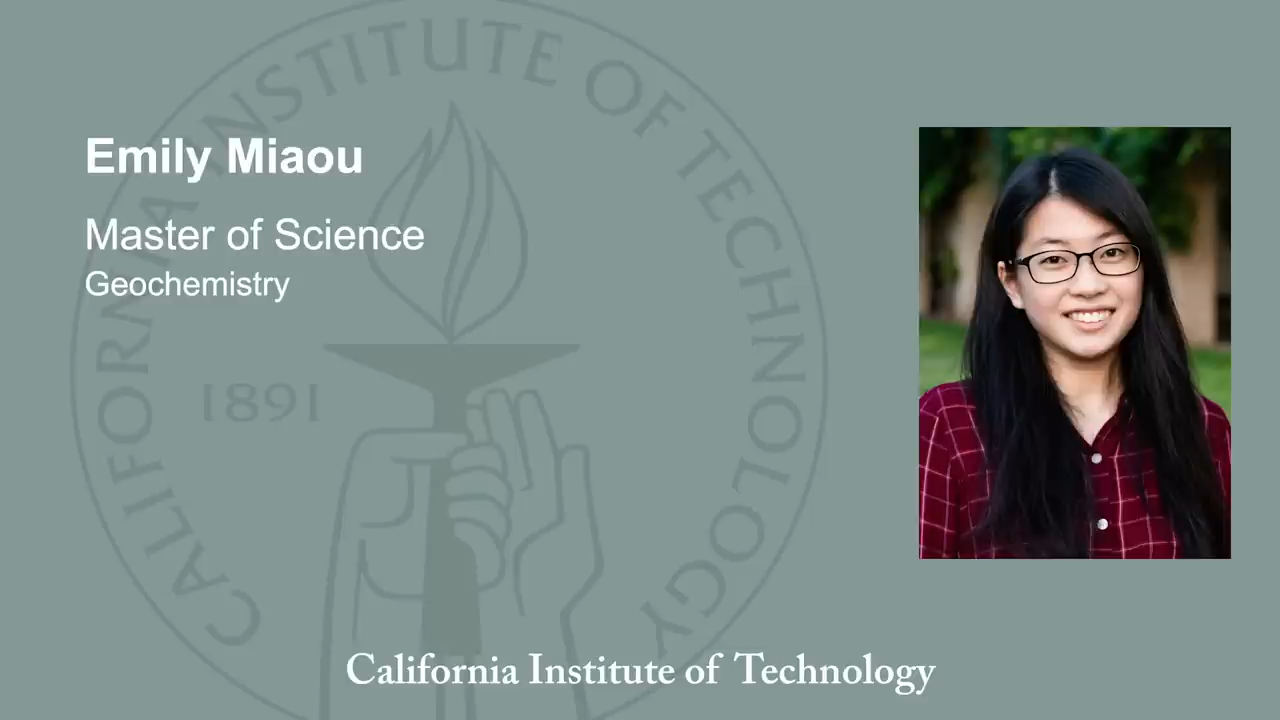 Emily Miaou
Master of Science
Geochemistry
CALIFORNIA INSTITUTE OF TECHNOLOGY
1891
California Institute of Technology